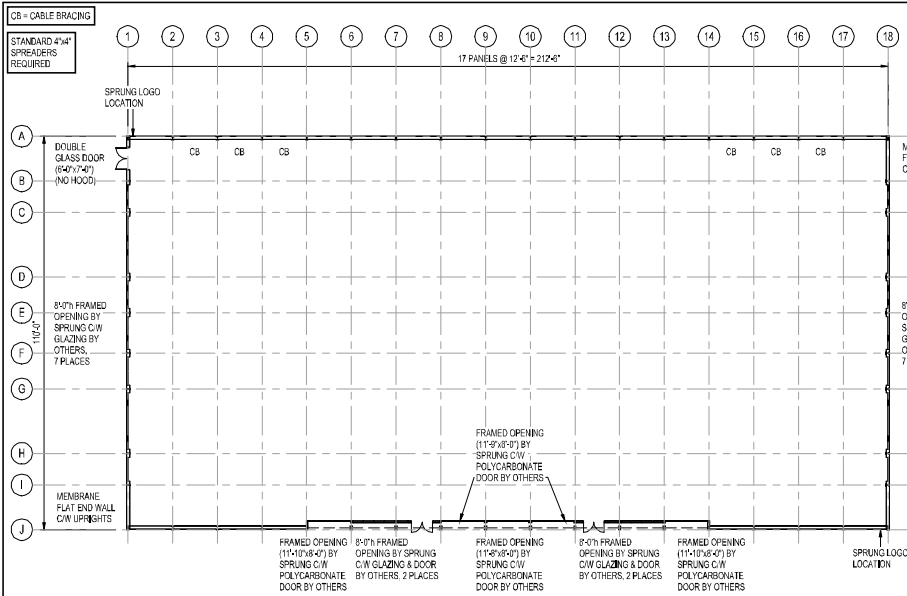 CB = CABLE BRACING
STANDARD 4"x4"
SPREADERS
REQUIRED
1 2 3 4 5 6 7 8 9 10 11 12 13 14 15 16 17 18
17 PANELS @ 12'-6" = 212'-6"
SPRUNG LOGO
LOCATION
A
DOUBLE
GLASS DOOR
(6'-0"x7'-0")
(NO HOOD)
CB CB CB
CB CB CB
M
F
C
B
C
D
E
F
G
H
I
J
110'-0"
8'-0"h FRAMED
OPENING BY
SPRUNG C/W
GLAZING BY
OTHERS,
7 PLACES
8'
O
S
G
O
7
FRAMED OPENING
(11'-9"x8'-0") BY
SPRUNG C/W
POLYCARBONATE
DOOR BY OTHERS
MEMBRANE
FLAT END WALL
C/W UPRIGHTS
FRAMED OPENING
(11'-10"x8'-0") BY
SPRUNG C/W
POLYCARBONATE
DOOR BY OTHERS
8'-0"h FRAMED
OPENING BY SPRUNG
C/W GLAZING & DOOR
BY OTHERS, 2 PLACES
FRAMED OPENING
(11'-8"x8'-0") BY
SPRUNG C/W
POLYCARBONATE
DOOR BY OTHERS
8'-0"h FRAMED
OPENING BY SPRUNG
C/W GLAZING & DOOR
BY OTHERS, 2 PLACES
FRAMED OPENING
(11'-10"x8'-0") BY
SPRUNG C/W
POLYCARBONATE
DOOR BY OTHERS
SPRUNG LOGO
LOCATION